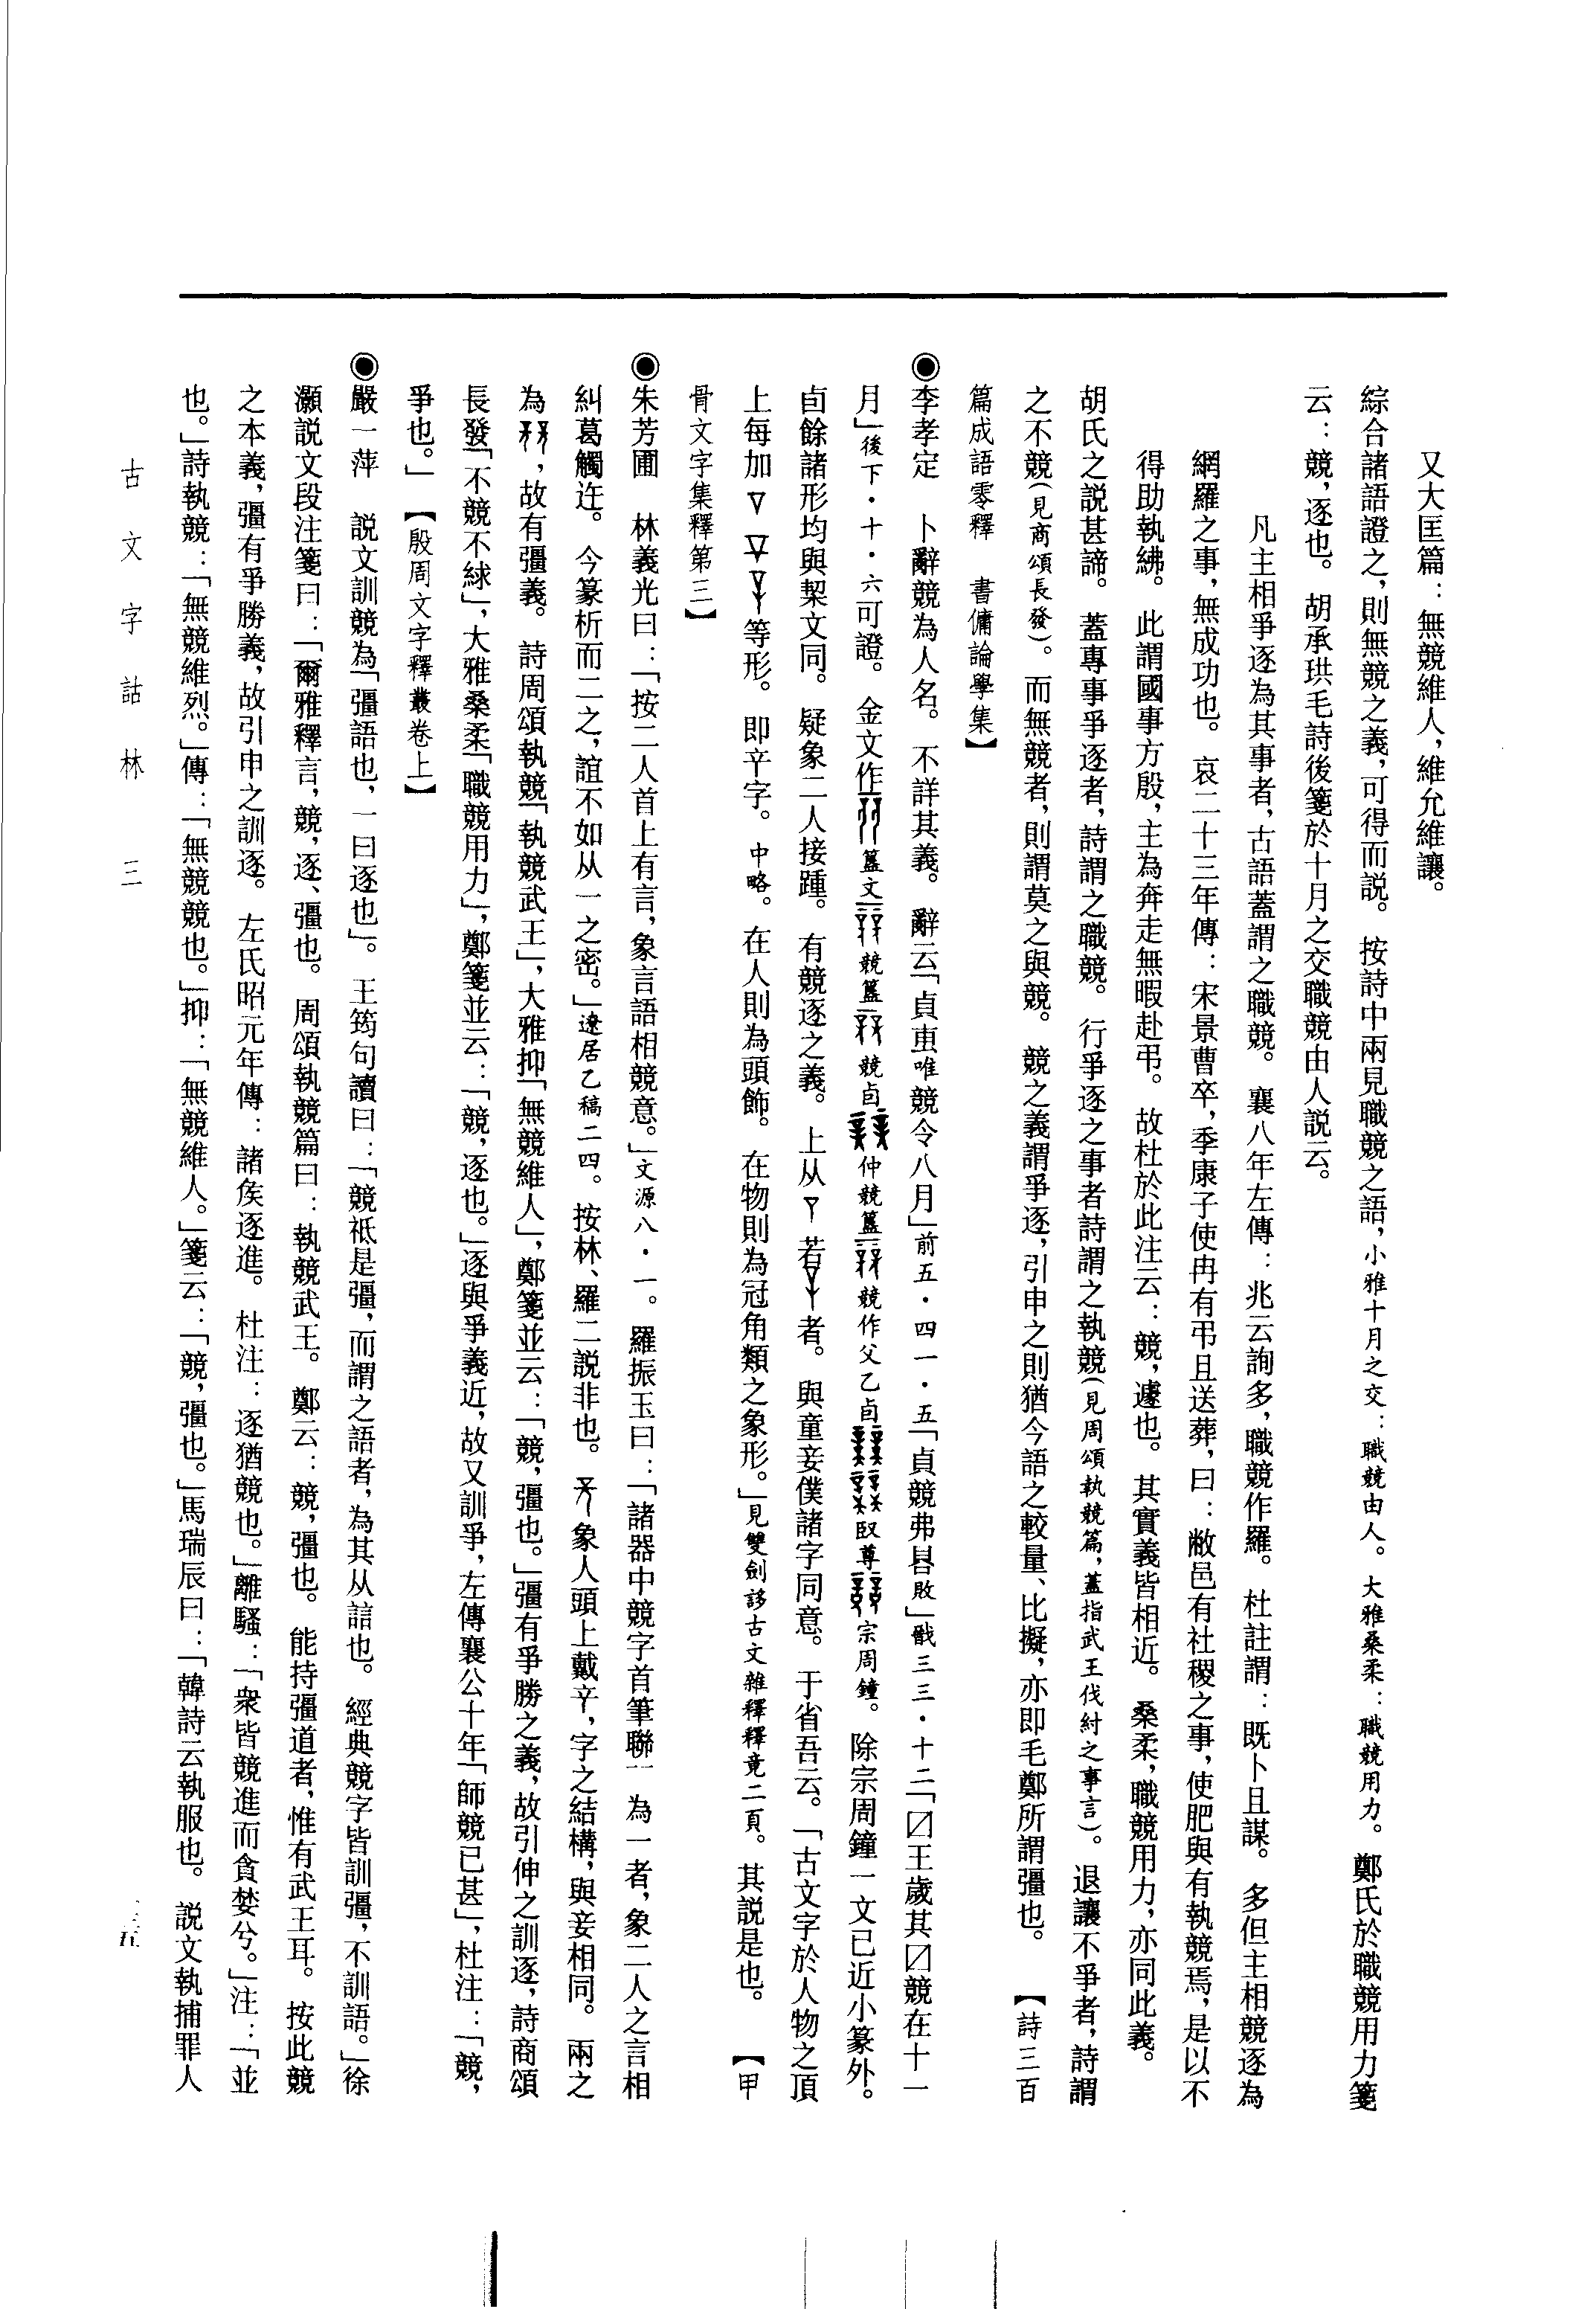 又大匡篇：無競維人，維允維讓。
綜合諸語證之，則無競之義，可得而説。按詩中兩見職競之語，小雅十月之交：職競由人。大雅桑柔：職競用力。鄭氏於職競用力箋
云：競，逐也。胡承珙毛詩後箋於十月之交職競由人説云。
凡主相爭逐為其事者，古語蓋謂之職競。襄八年左傳：兆云詢多，職競作羅。杜註謂：既卜且謀。多但主相競逐為
網羅之事，無成功也。哀二十三年傳：宋景曹卒，季康子使冉有弔且送葬，曰：敝邑有社稷之事，使肥與有執競焉，是以不
得助執紼。此謂國事方殷，主為奔走無暇赴弔。故杜於此注云：競，遽也。其實義皆相近。桑柔，職競用力，亦同此義。
胡氏之説甚諦。蓋專事爭逐者，詩謂之職競。行爭逐之事者詩謂之執競（見周頌執競篇，蓋指武王伐紂之事言）。退讓不爭者，詩謂
之不競（見商頌長發）。而無競者，則謂莫之與競。競之義謂爭逐，引申之則猶今語之較量、比擬，亦即毛鄭所謂彊也。【詩三百
篇成語零釋　書傭論學集】
◉李孝定　卜辭競為人名。不詳其義。辭云「貞叀唯競令八月」前五・四一・五「貞競弗㫗敗」戩三三・十二「〼王歲其〼競在十一
月」後下・十・六可證。金文作 簋文 競簋 競卣 仲競簋 競作父乙卣 臤尊 宗周鐘。除宗周鐘一文已近小篆外。
卣餘諸形均與栔文同。疑象二人接踵。有競逐之義。上从 若 者。與童妾僕諸字同意。于省吾云。「古文字於人物之頂
上每加 等形。即䇂字。中略。在人則為頭飾。在物則為冠角類之象形。」見雙劍誃古文雜釋釋竟二頁。其説是也。【甲
骨文字集釋第三】
◉朱芳圃　林義光曰：「按二人首上有言，象言語相競意。」文源八・一。羅振玉曰：「諸器中競字首筆聯一為一者，象二人之言相
糾葛觸迕。今篆析而二之，誼不如从一之密。」遼居乙稿二四。按林、羅二説非也。 象人頭上戴䇂，字之結構，與妾相同。兩之
為 ，故有彊義。詩周頌執競「執競武王」，大雅抑「無競維人」，鄭箋並云：「競，彊也。」彊有爭勝之義，故引伸之訓逐，詩商頌
長發「不競不絿」，大雅桑柔「職競用力」，鄭箋並云：「競，逐也。」逐與爭義近，故又訓爭，左傳襄公十年「師競已甚」，杜注：「競，
爭也。」【殷周文字釋叢卷上】
◉嚴一萍　説文訓競為「彊語也，一曰逐也」。王筠句讀曰：「競祗是彊，而謂之語者，為其从誩也。經典競字皆訓彊，不訓語。」徐
灝説文段注箋曰：「爾雅釋言，競，逐、彊也。周頌執競篇曰：執競武王。鄭云：競，彊也。能持彊道者，惟有武王耳。按此競
之本義，彊有爭勝義，故引申之訓逐。左氏昭元年傳：諸矦逐進。杜注：逐猶競也。」離騷：「衆皆競進而貪婪兮。」注：「並
也。」詩執競：「無競維烈。」傳：「無競競也。」抑：「無競維人。」箋云：「競，彊也。」馬瑞辰曰：「韓詩云執服也。説文執捕罪人
古文字詁林　三